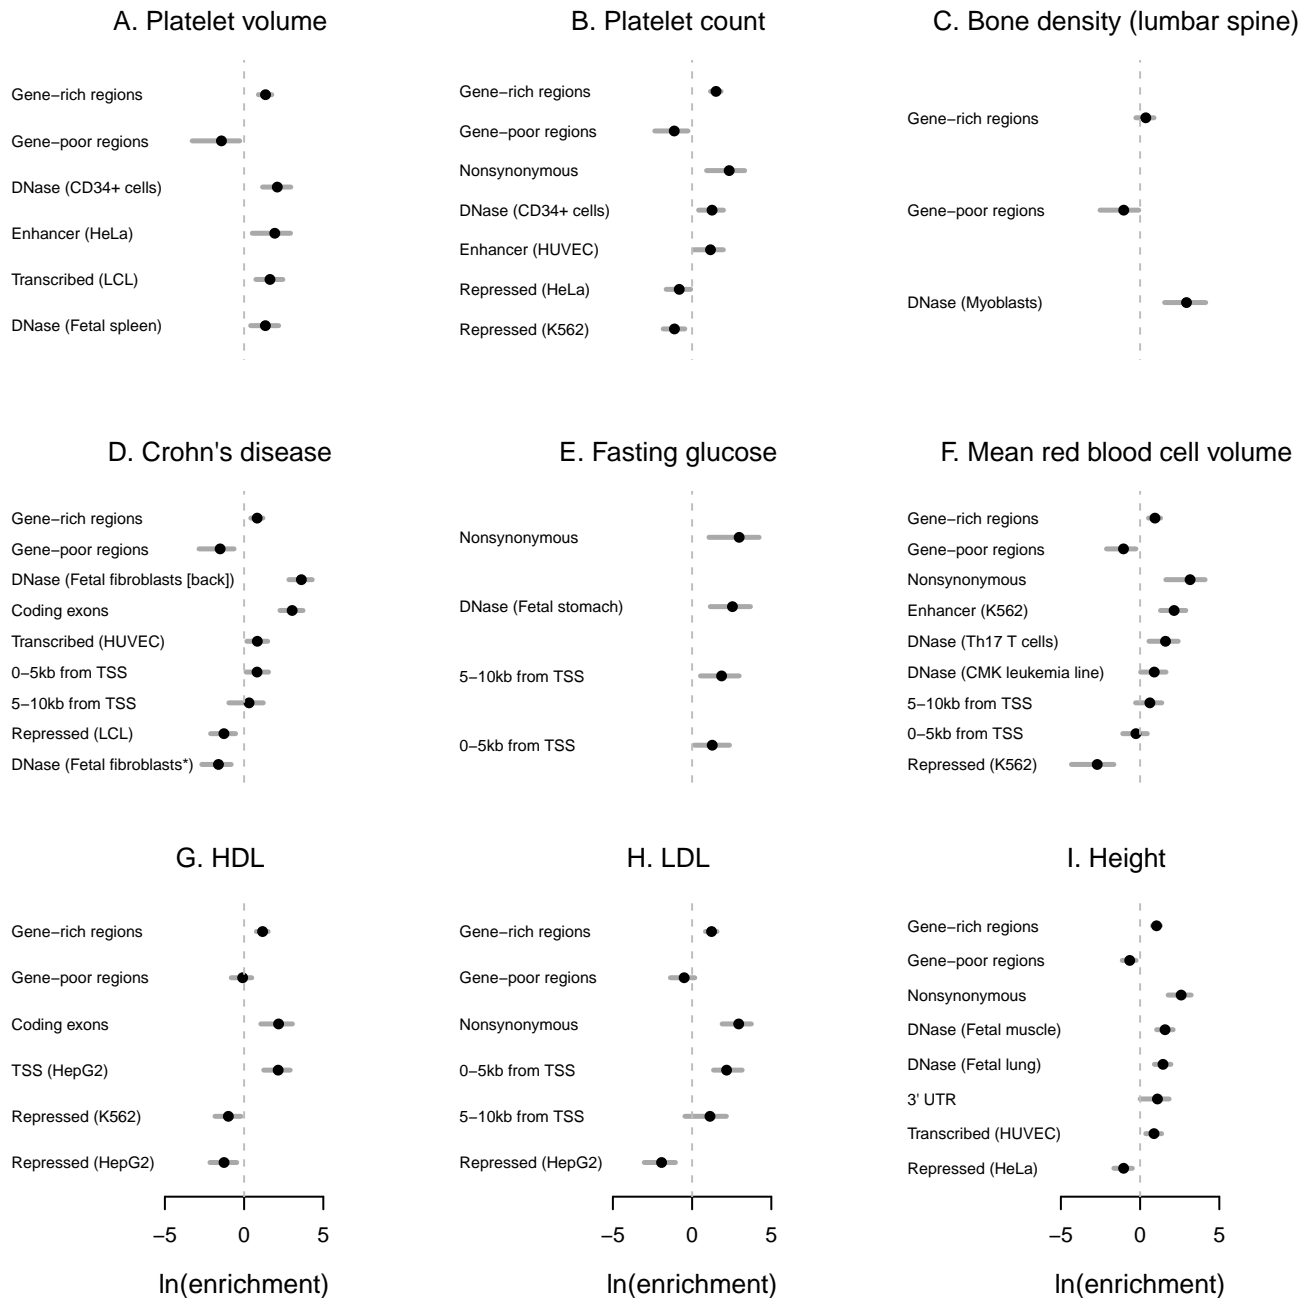 A. Platelet volume
Gene−rich regions
Gene−poor regions
DNase (CD34+ cells)
Enhancer (HeLa)
Transcribed (LCL)
DNase (Fetal spleen)
B. Platelet count
Gene−rich regions
Gene−poor regions
Nonsynonymous
DNase (CD34+ cells)
Enhancer (HUVEC)
Repressed (HeLa)
Repressed (K562)
C. Bone density (lumbar spine)
Gene−rich regions
Gene−poor regions
DNase (Myoblasts)
D. Crohn's disease
Gene−rich regions
Gene−poor regions
DNase (Fetal fibroblasts [back])
Coding exons
Transcribed (HUVEC)
0−5kb from TSS
5−10kb from TSS
Repressed (LCL)
DNase (Fetal fibroblasts*)
E. Fasting glucose
Nonsynonymous
DNase (Fetal stomach)
5−10kb from TSS
0−5kb from TSS
F. Mean red blood cell volume
Gene−rich regions
Gene−poor regions
Nonsynonymous
Enhancer (K562)
DNase (Th17 T cells)
DNase (CMK leukemia line)
5−10kb from TSS
0−5kb from TSS
Repressed (K562)
G. HDL
Gene−rich regions
Gene−poor regions
Coding exons
TSS (HepG2)
Repressed (K562)
Repressed (HepG2)
−5 0 5
ln(enrichment)
H. LDL
Gene−rich regions
Gene−poor regions
Nonsynonymous
0−5kb from TSS
5−10kb from TSS
Repressed (HepG2)
−5 0 5
ln(enrichment)
I. Height
Gene−rich regions
Gene−poor regions
Nonsynonymous
DNase (Fetal muscle)
DNase (Fetal lung)
3' UTR
Transcribed (HUVEC)
Repressed (HeLa)
−5 0 5
ln(enrichment)